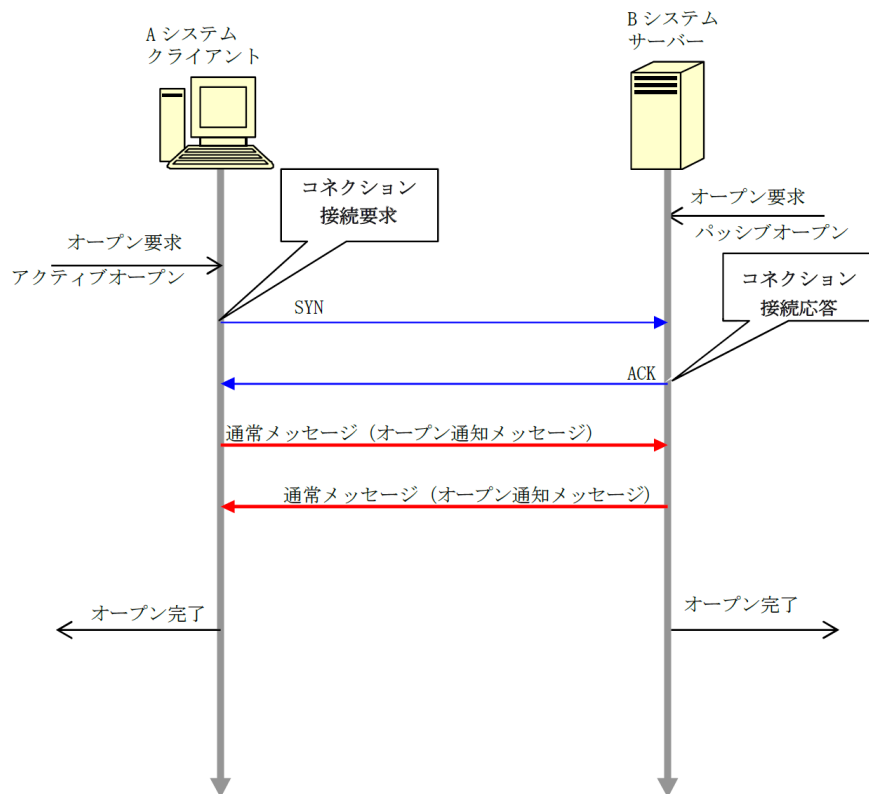 A システム
クライアント
B システム
サーバー
コネクション
接続要求
オープン要求
パッシブオープン
オープン要求
アクティブオープン
コネクション
接続応答
SYN
ACK
通常メッセージ（オープン通知メッセージ）
通常メッセージ（オープン通知メッセージ）
オープン完了
オープン完了